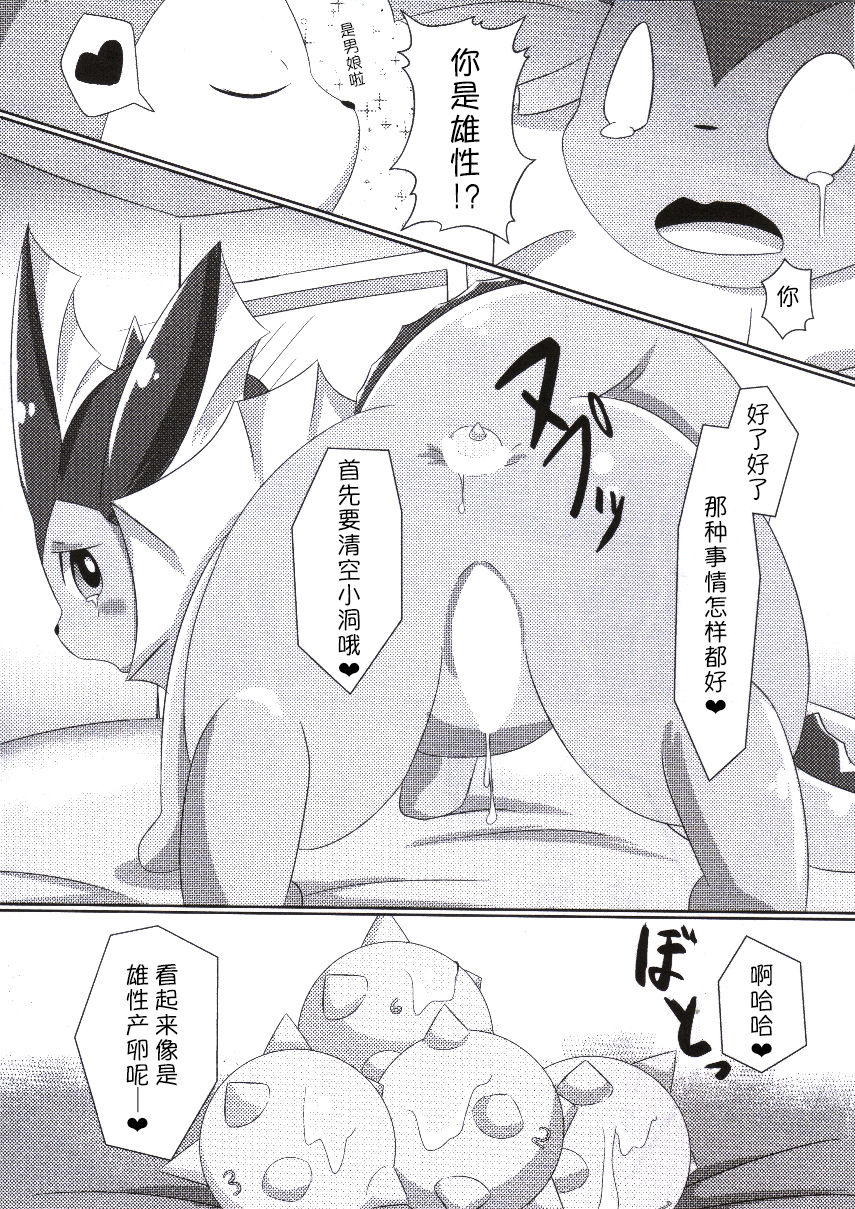 你
你是雄性!?
是男娘啦
♥
好了好了
那种事情怎样都好♥
ヌプッ
首先要清空小洞哦♥
啊哈哈♥
ぼとっ
看起来像是
雄性产卵呢—♥